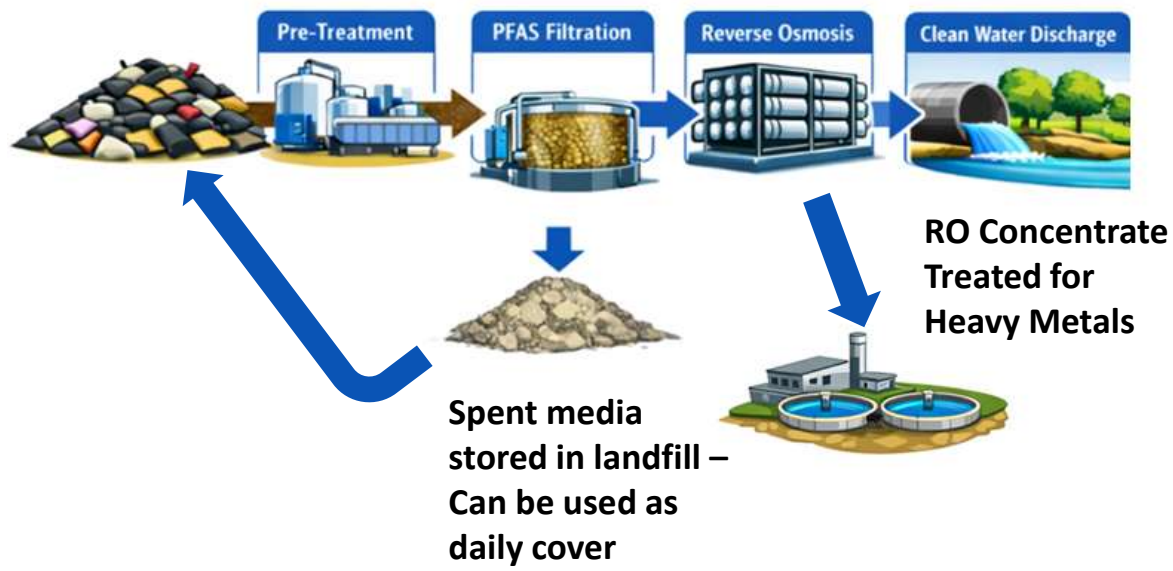 Pre-Treatment
PFAS Filtration
Reverse Osmosis
Clean Water Discharge
RO Concentrate
Treated for
Heavy Metals
Spent media
stored in landfill –
Can be used as
daily cover